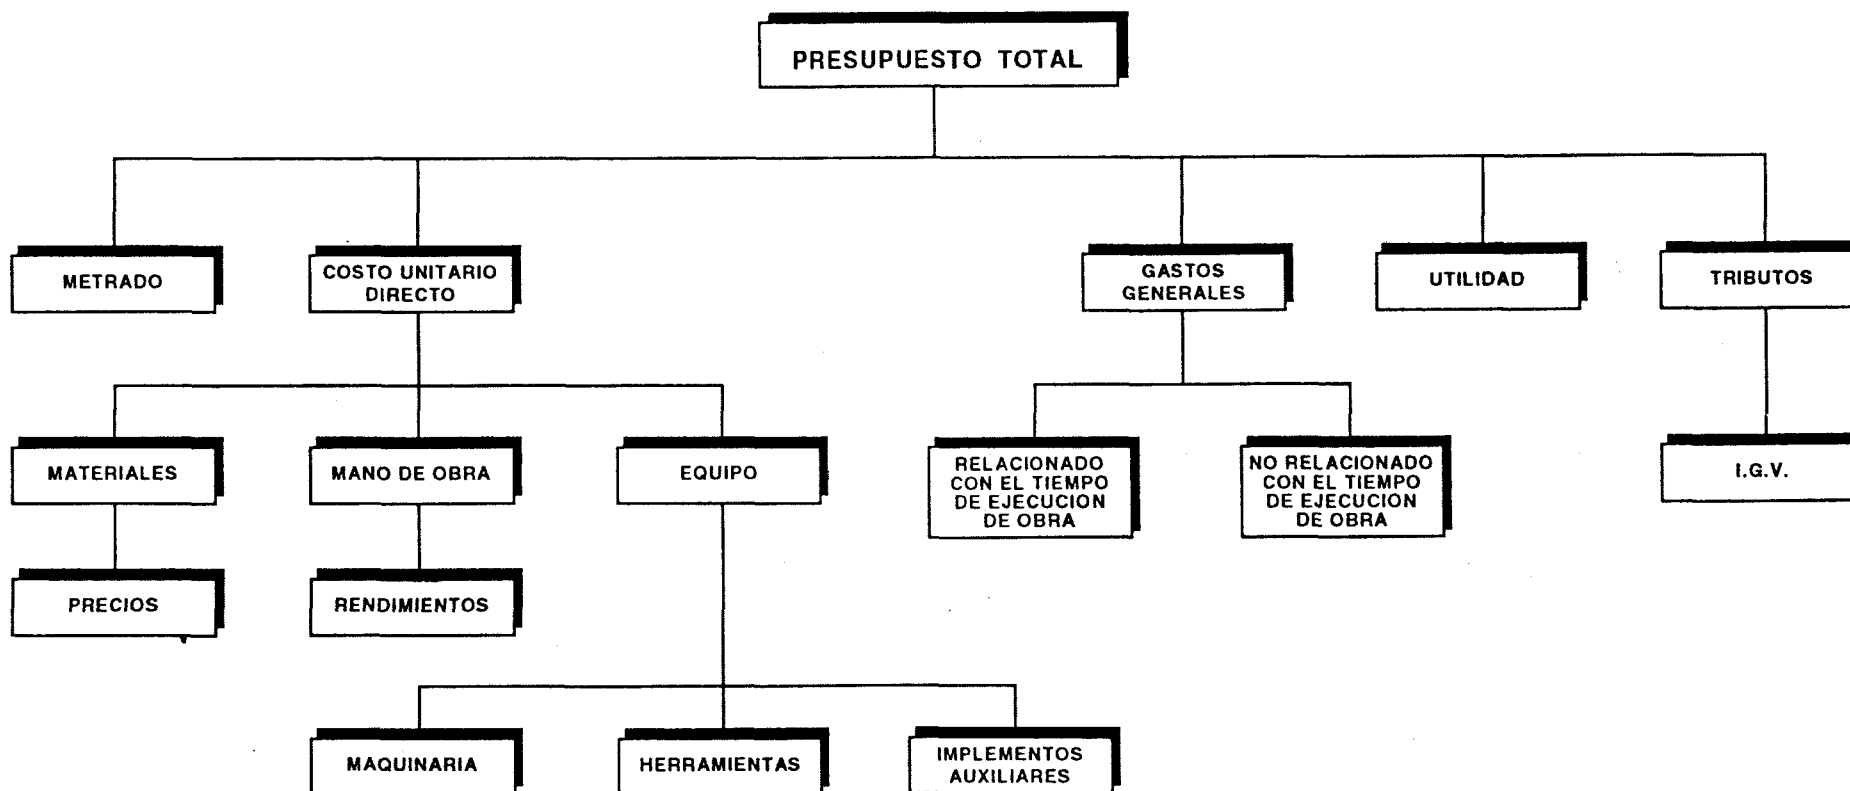 PRESUPUESTO TOTAL
METRADO
COSTO UNITARIO
DIRECTO
GASTOS
GENERALES
UTILIDAD
TRIBUTOS
MATERIALES
MANO DE OBRA
EQUIPO
RELACIONADO
CON EL TIEMPO
DE EJECUCION
DE OBRA
NO RELACIONADO
CON EL TIEMPO
DE EJECUCION
DE OBRA
I.G.V.
PRECIOS
RENDIMIENTOS
MAQUINARIA
HERRAMIENTAS
IMPLEMENTOS
AUXILIARES